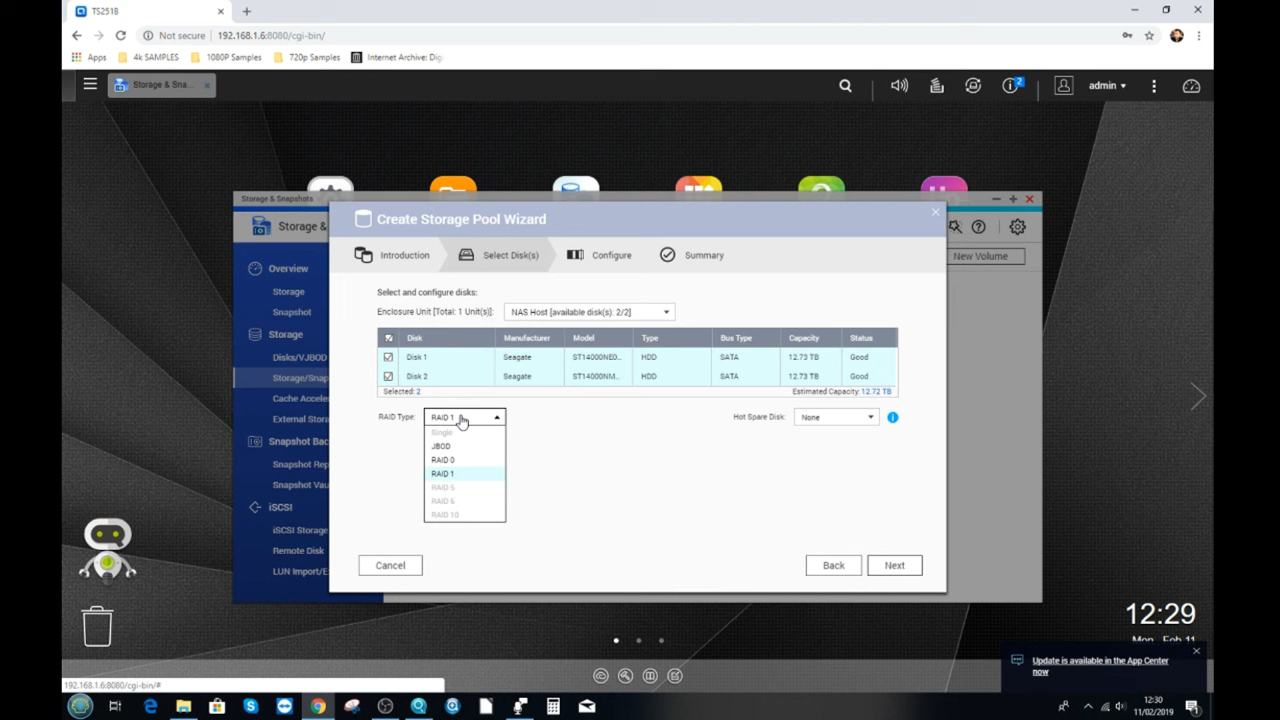 TS251B
Not secure
192.168.1.6:8080/cgi-bin/
Apps
4k SAMPLES
1080P Samples
720p Samples
Internet Archive: Dig
Storage & Sna...
2
admin
Storage & Snapshots
Create Storage Pool Wizard
Storage &
Introduction
Select Disk(s)
Configure
Summary
New Volume
Overview
Storage
Snapshot
Storage
Disks/VJBOD
Storage/Snap
Cache Acceler
External Stora
Snapshot Bac
Snapshot Rep
Snapshot Vau
iSCSI
iSCSI Storage
Remote Disk
LUN Import/E
Select and configure disks:
Enclosure Unit [Total: 1 Unit(s)]:
NAS Host [available disk(s): 2/2]
Disk
Manufacturer
Model
Type
Bus Type
Capacity
Status
Disk 1
Seagate
ST14000NE0...
HDD
SATA
12.73 TB
Good
Disk 2
Seagate
ST14000NM...
HDD
SATA
12.73 TB
Good
Selected: 2
Estimated Capacity: 12.72 TB
RAID Type:
RAID 1
Hot Spare Disk:
None
Single
JBOD
RAID 0
RAID 1
RAID 5
RAID 6
RAID 10
Cancel
Back
Next
12:29
Mon, Feb 11
Update is available in the App Center
now
192.168.1.6:8080/cgi-bin/#
12:30
11/02/2019
1